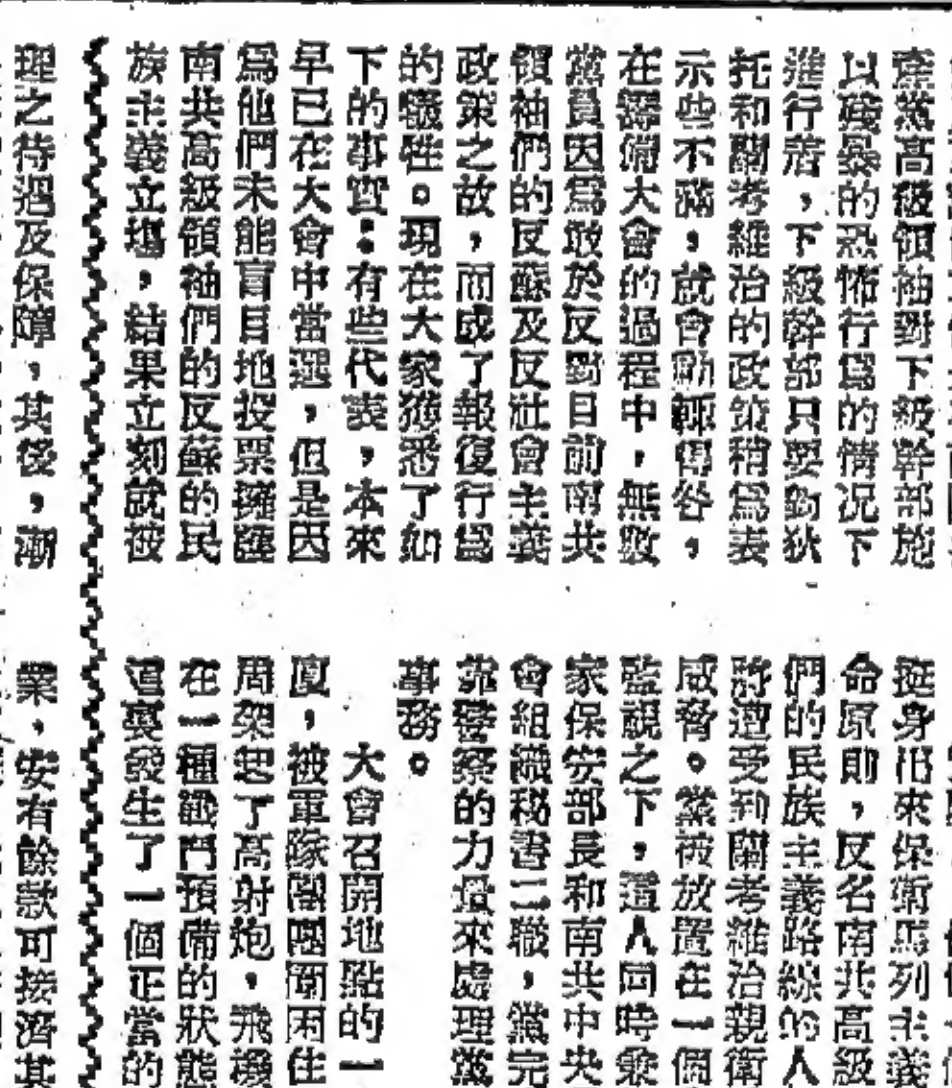 黨黨高級領袖對下級幹部施
以殘暴的恐怖行爲的情况下
進行着，下級幹部只要對狄
托和蘭考維治的政策稍爲表
示些不滿，就會動輒得咎，
在籌備大會的過程中，無數
黨員因爲敢於反對目前南共
領袖們的反蘇及反社會主義
政策之故，而成了報復行爲
的犧牲。現在大家獲悉了如
下的事實：有些代表，本來
早已在大會中當選，但是因
爲他們未能盲目地投票擁護
南共高級領袖們的反蘇的民
族主義立塲，結果立刻就被
挺身出來保衛馬列主義
命原則，反名南共高級
們的民族主義路線的人
將遭受到蘭考維治親衛
威脅。黨被放置在一個
監視之下，這人同時兼
家保安部長和南共中央
會組織秘書二職，黨完
靠警察的力量來處理黨
事務。
大會召開地點的一
廈，被軍隊團團圍困住
周架起了高射炮，飛機
在一種戰鬥預備的狀態
這裏發生了一個正當的
理之待遇及保障，其後，漸
業，安有餘款可接濟其